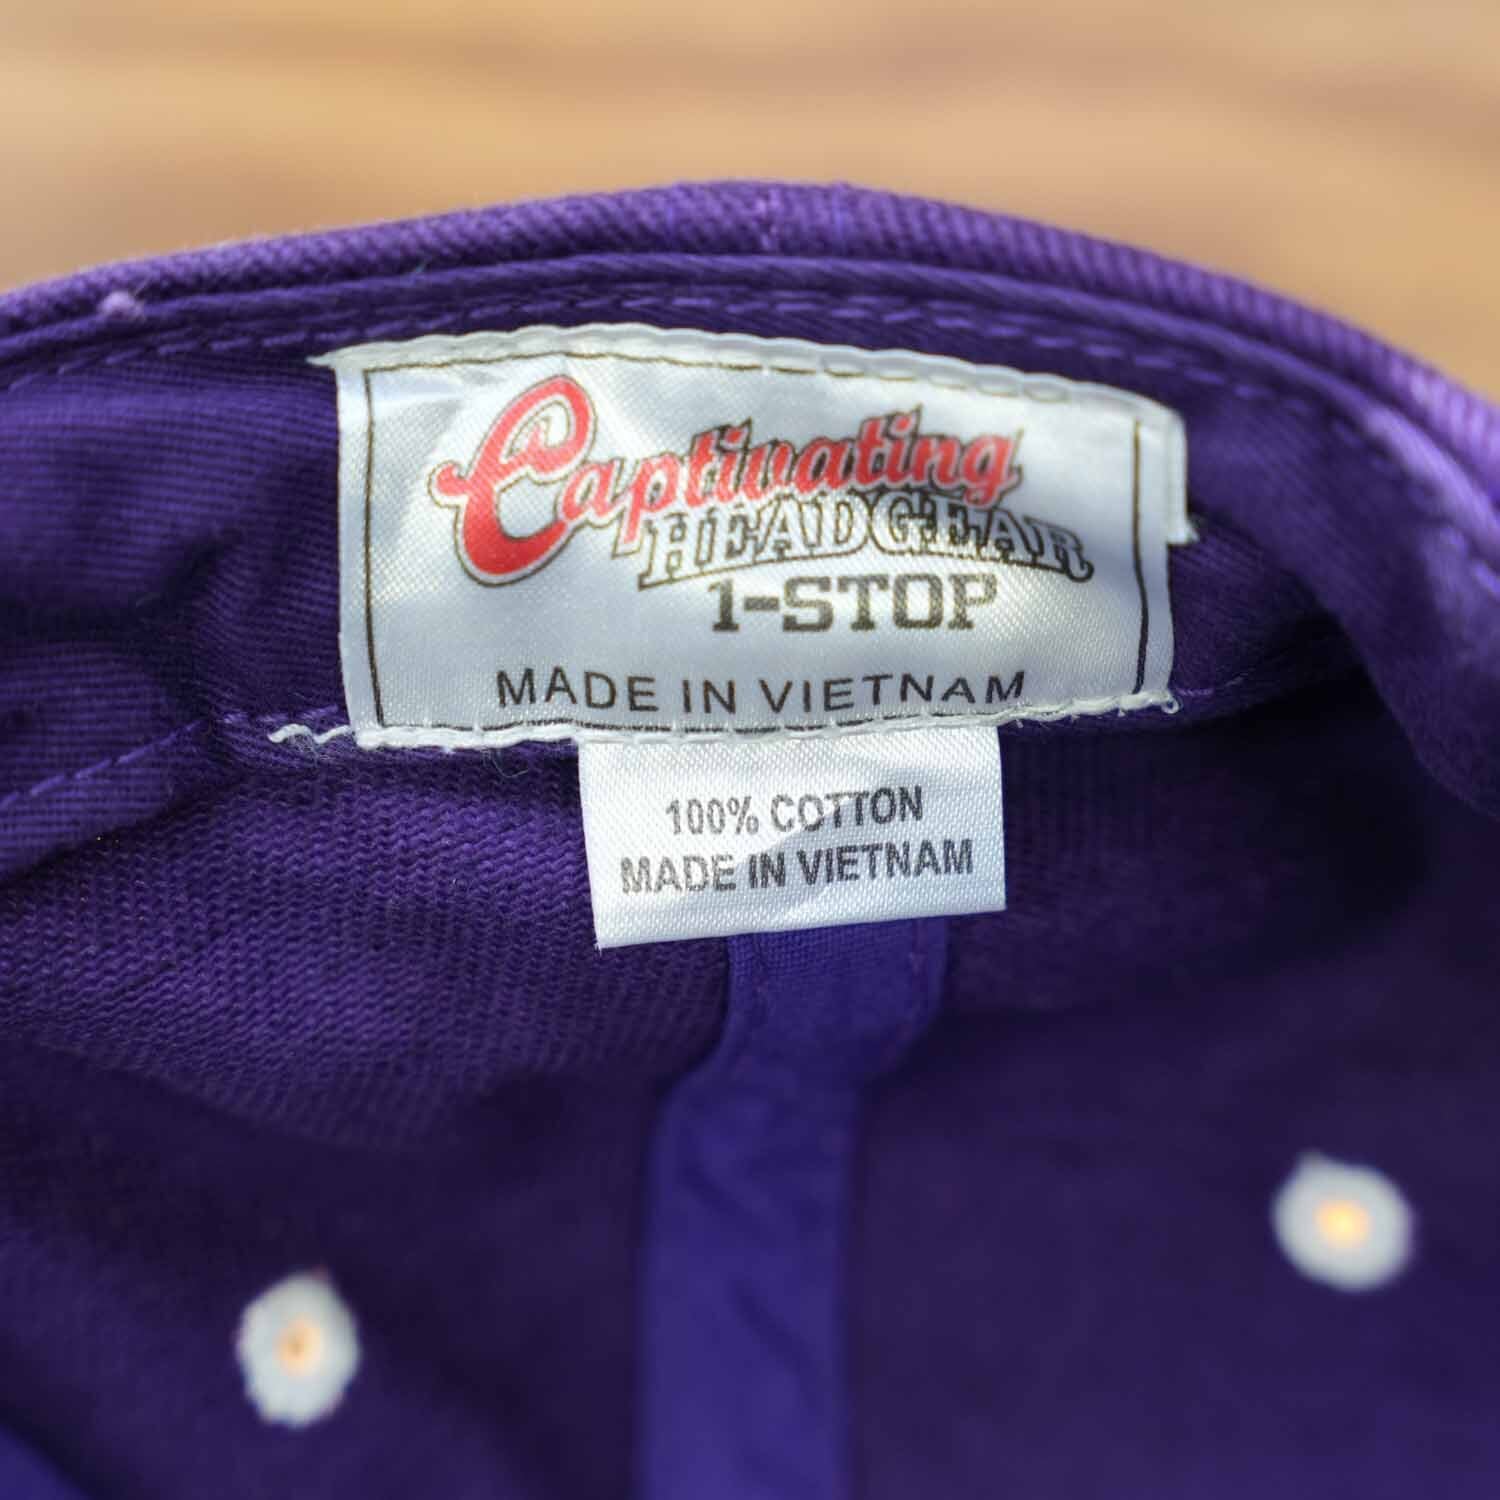 Captivating
HEADGEAR
1-STOP
MADE IN VIETNAM
100% COTTON
MADE IN VIETNAM